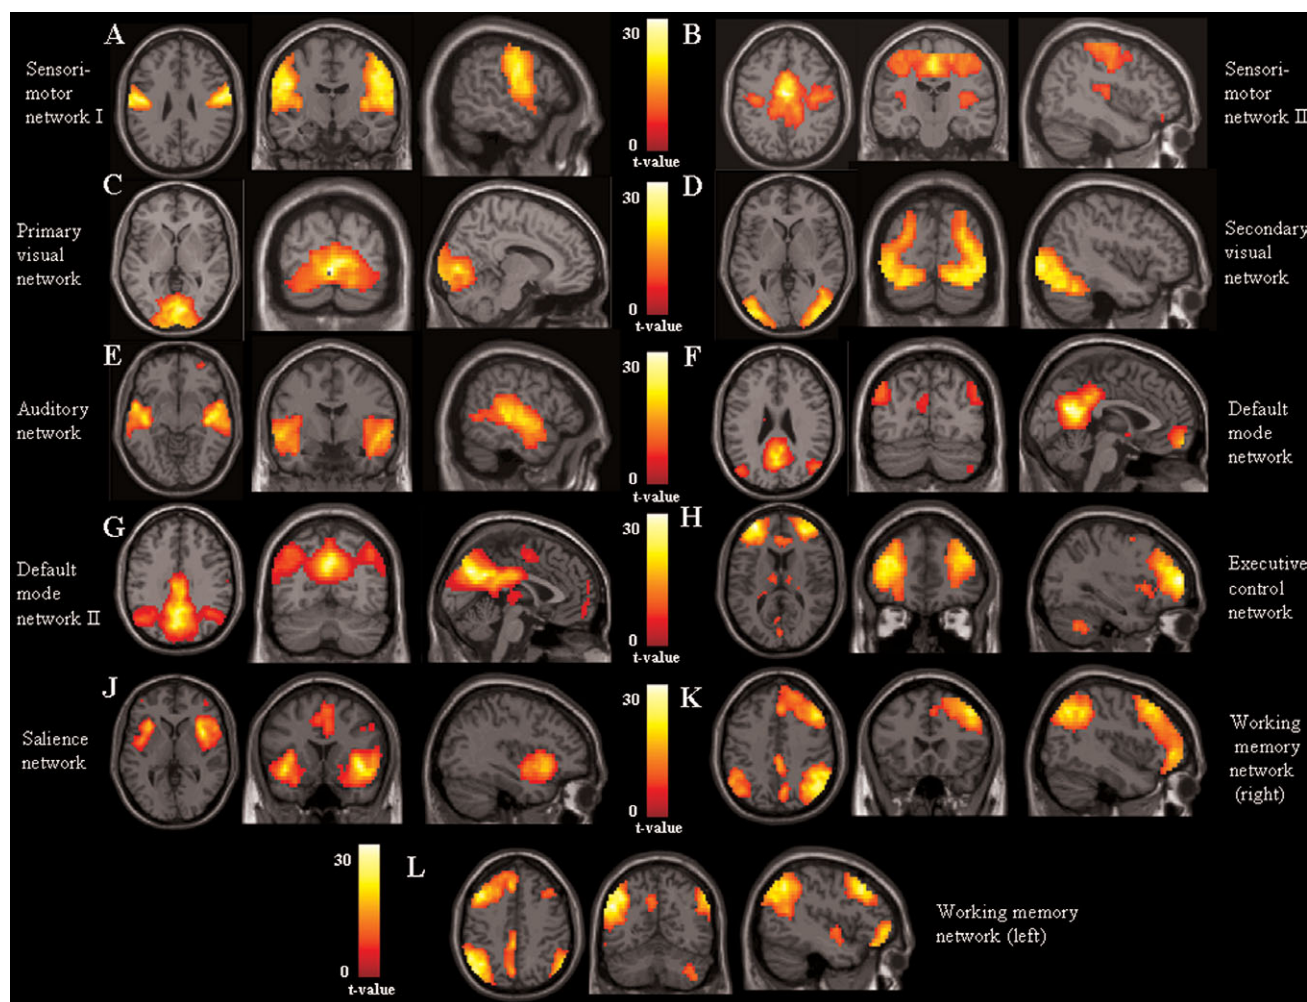 A
Sensori-
motor
network I
30
0
t-value
B
Sensori-
motor
network II
C
Primary
visual
network
30
0
t-value
D
Secondary
visual
network
E
Auditory
network
30
0
t-value
F
Default
mode
network
G
Default
mode
network II
30
0
t-value
H
Executive
control
network
J
Salience
network
30
0
t-value
K
Working
memory
network
(right)
30
0
t-value
L
Working memory
network (left)